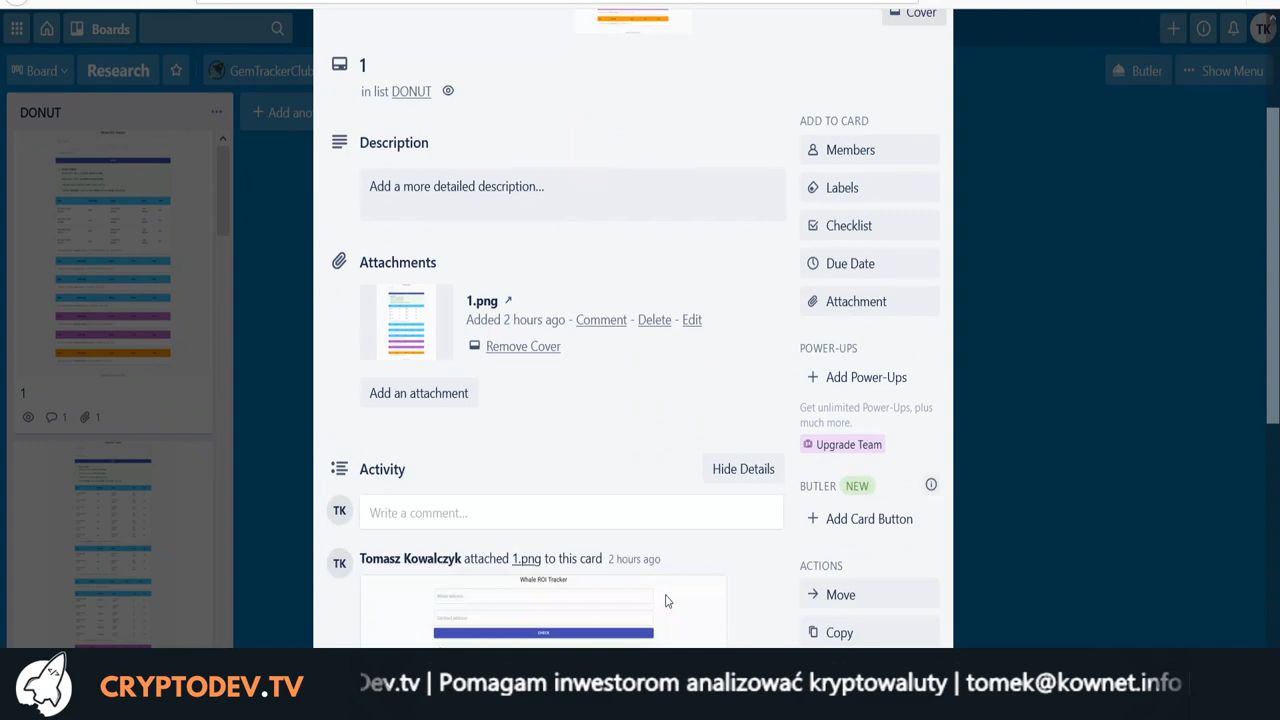 Cover
Boards
TK
Board
Research
GemTrackerClub
Butler
Show Menu
DONUT
Add ano
1
1
1
1
in list DONUT
Description
Add a more detailed description...
Attachments
1.png
Added 2 hours ago - Comment - Delete - Edit
Remove Cover
Add an attachment
Activity
Hide Details
TK
Write a comment...
TK
Tomasz Kowalczyk attached 1.png to this card 2 hours ago
Whale ROI Tracker
CHECK
ADD TO CARD
Members
Labels
Checklist
Due Date
Attachment
POWER-UPS
Add Power-Ups
Get unlimited Power-Ups, plus
much more.
Upgrade Team
BUTLER NEW
Add Card Button
ACTIONS
Move
Copy
CRYPTODEV.TV
Dev.tv | Pomagam inwestorom analizować kryptowaluty | tomek@kownet.info